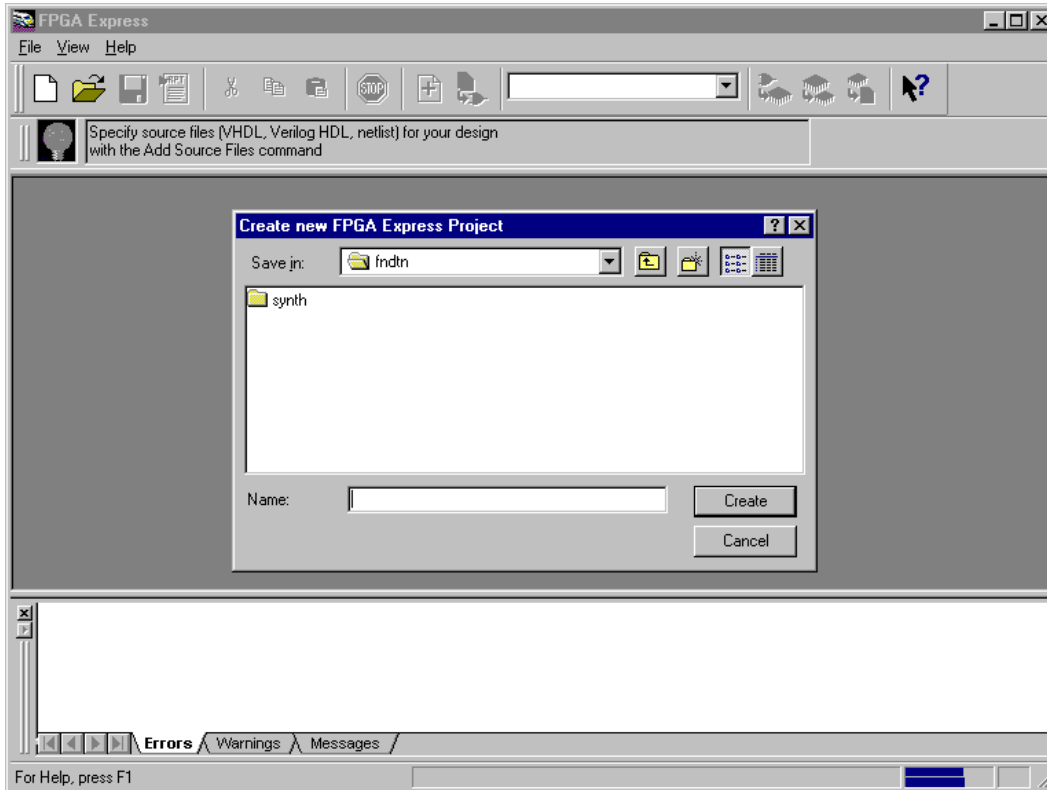 FPGA Express
File View Help
RPT STOP ?
Specify source files (VHDL, Verilog HDL, netlist) for your design
with the Add Source Files command
Create new FPGA Express Project
Save in: fndtn
synth
Name: Create
Cancel
Errors Warnings Messages
For Help, press F1